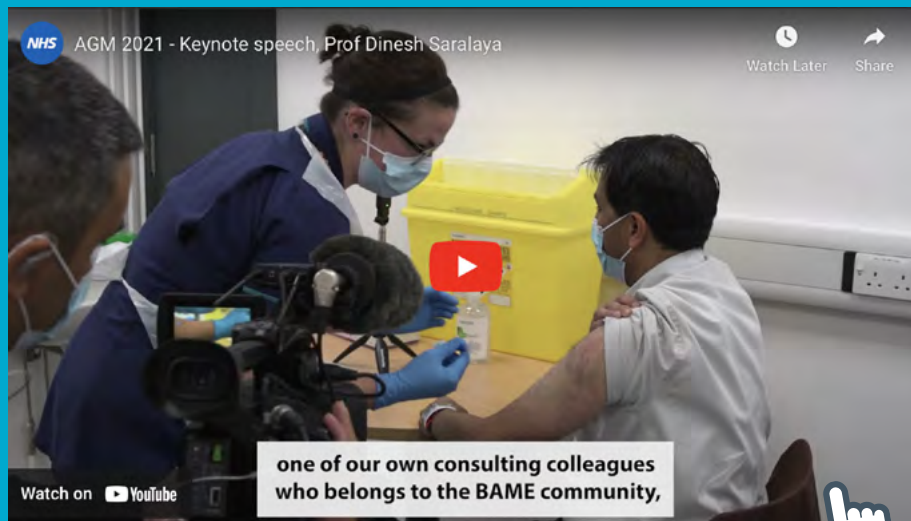 NHS
AGM 2021 - Keynote speech, Prof Dinesh Saralaya
Watch Later
Share
one of our own consulting colleagues
who belongs to the BAME community,
Watch on YouTube